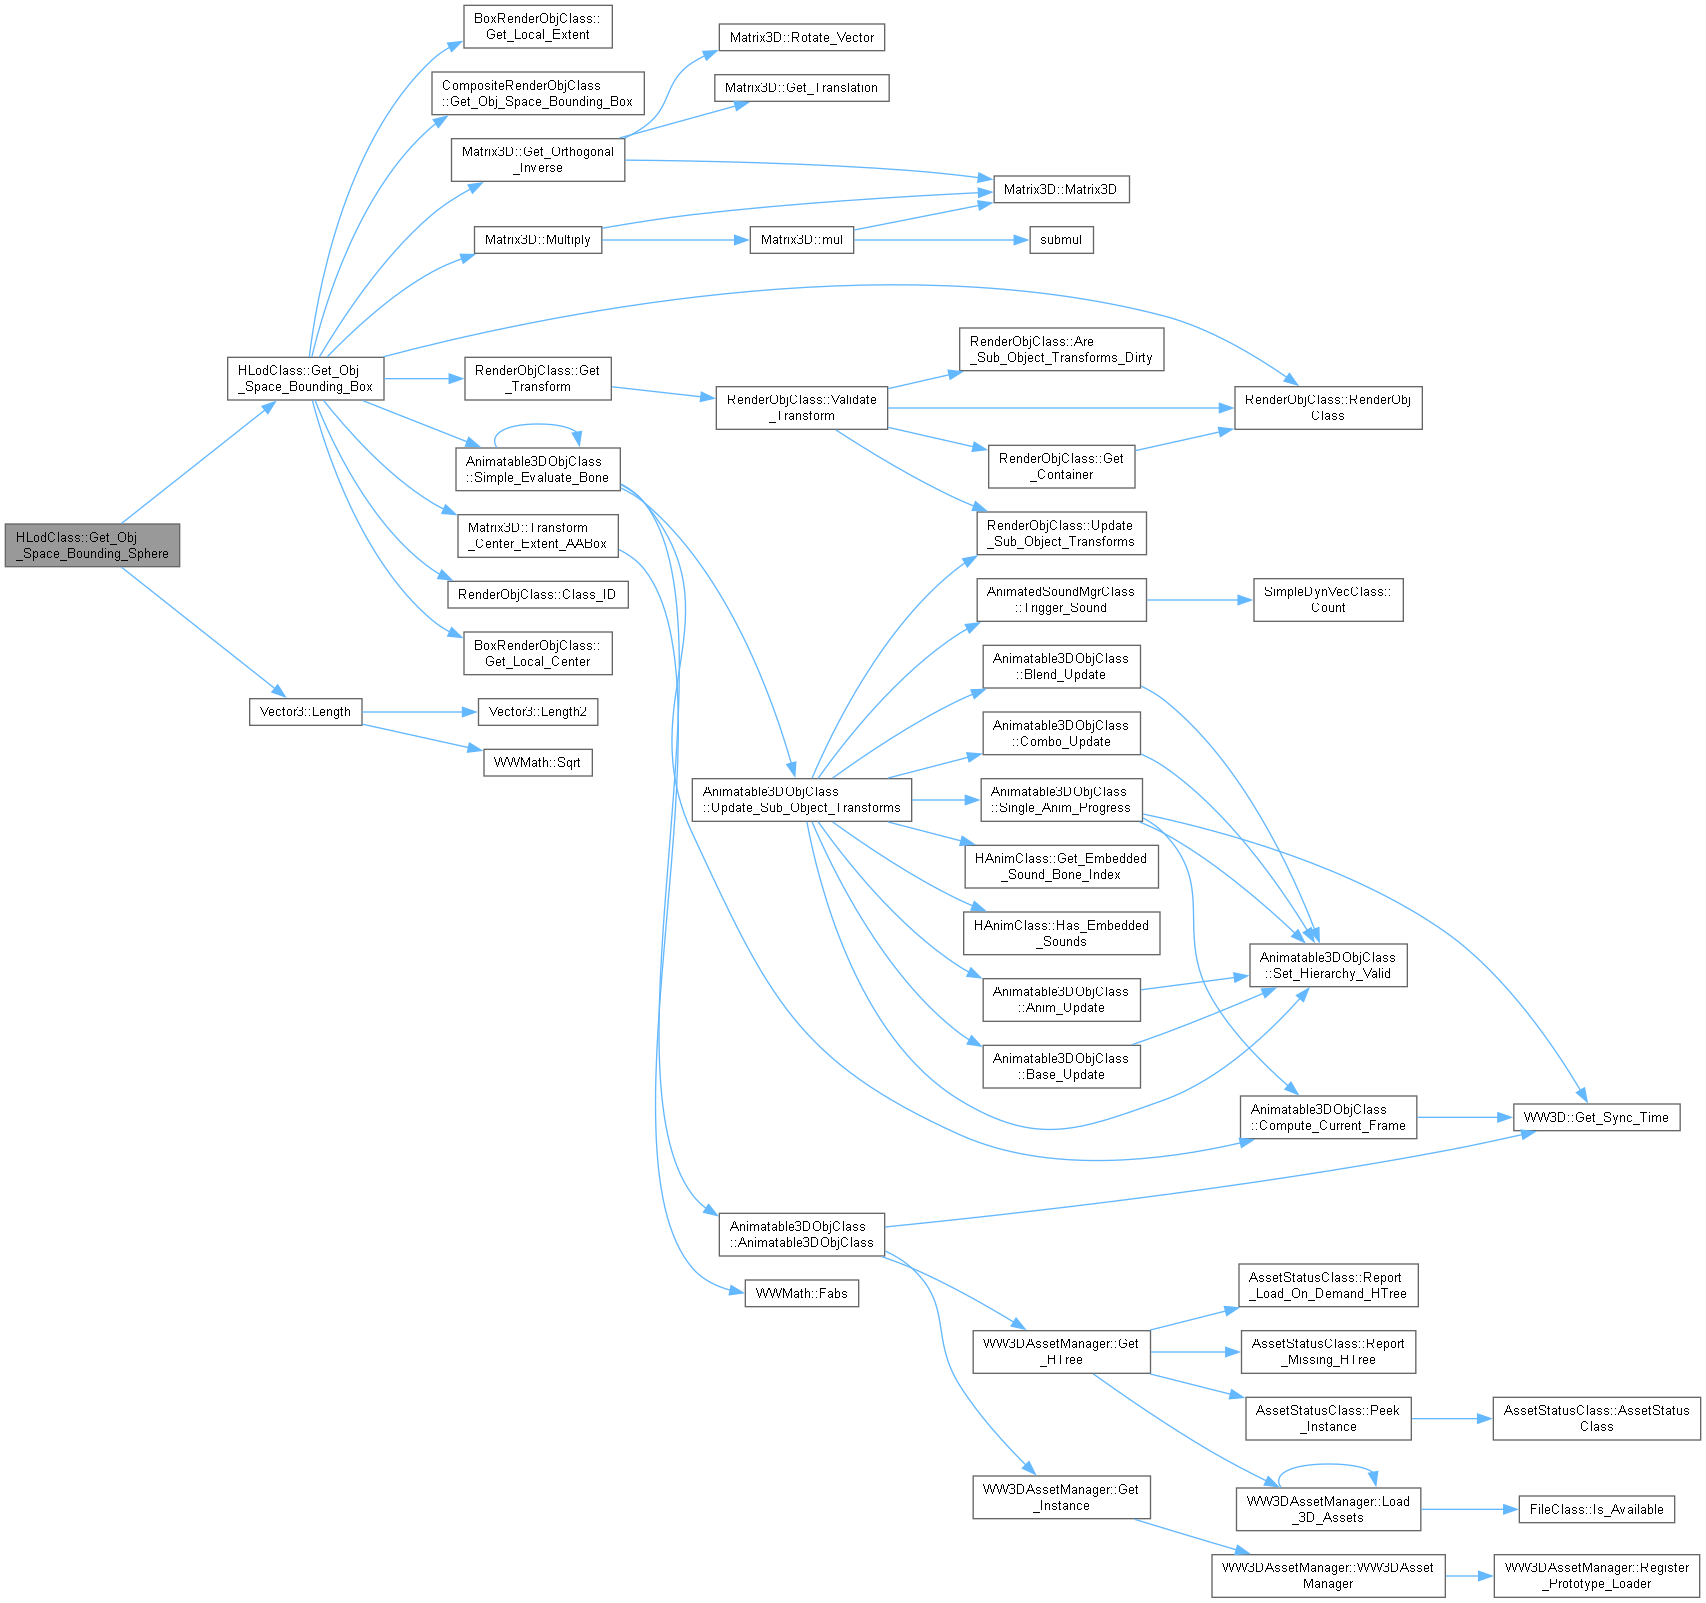 BoxRenderObjClass::
Get_Local_Extent
Matrix3D::Rotate_Vector
CompositeRenderObjClass
::Get_Obj_Space_Bounding_Box
Matrix3D::Get_Translation
Matrix3D::Get_Orthogonal
_Inverse
Matrix3D::Matrix3D
Matrix3D::Multiply
Matrix3D::mul
submul
HLodClass::Get_Obj
_Space_Bounding_Box
RenderObjClass::Get
_Transform
RenderObjClass::Validate
_Transform
RenderObjClass::Are
_Sub_Object_Transforms_Dirty
RenderObjClass::RenderObj
Class
RenderObjClass::Get
_Container
Animatable3DObjClass
::Simple_Evaluate_Bone
RenderObjClass::Update
_Sub_Object_Transforms
Matrix3D::Transform
_Center_Extent_AABox
HLodClass::Get_Obj
_Space_Bounding_Sphere
RenderObjClass::Class_ID
AnimatedSoundMgrClass
::Trigger_Sound
SimpleDynVecClass::
Count
BoxRenderObjClass::
Get_Local_Center
Animatable3DObjClass
::Blend_Update
Vector3::Length
Vector3::Length2
WWMath::Sqrt
Animatable3DObjClass
::Combo_Update
Animatable3DObjClass
::Update_Sub_Object_Transforms
Animatable3DObjClass
::Single_Anim_Progress
HAnimClass::Get_Embedded
_Sound_Bone_Index
HAnimClass::Has_Embedded
_Sounds
Animatable3DObjClass
::Set_Hierarchy_Valid
Animatable3DObjClass
::Anim_Update
Animatable3DObjClass
::Base_Update
Animatable3DObjClass
::Compute_Current_Frame
WW3D::Get_Sync_Time
Animatable3DObjClass
::Animatable3DObjClass
WWMath::Fabs
AssetStatusClass::Report
_Load_On_Demand_HTree
WW3DAssetManager::Get
_HTree
AssetStatusClass::Report
_Missing_HTree
AssetStatusClass::Peek
_Instance
AssetStatusClass::AssetStatus
Class
WW3DAssetManager::Get
_Instance
WW3DAssetManager::Load
_3D_Assets
FileClass::Is_Available
WW3DAssetManager::WW3DAsset
Manager
WW3DAssetManager::Register
_Prototype_Loader